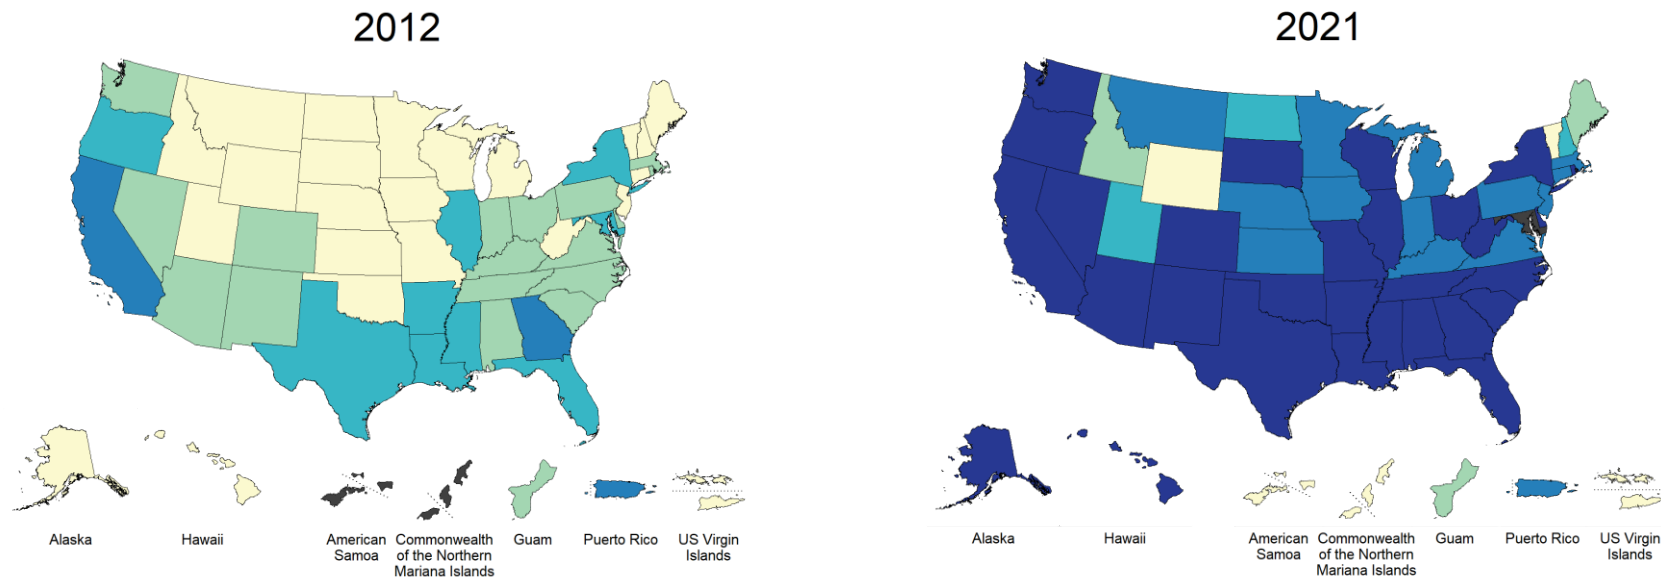 2012
2021
Alaska
Hawaii
American
Samoa
Commonwealth
of the Northern
Mariana Islands
Guam
Puerto Rico
US Virgin
Islands
Alaska
Hawaii
American
Samoa
Commonwealth
of the Northern
Mariana Islands
Guam
Puerto Rico
US Virgin
Islands